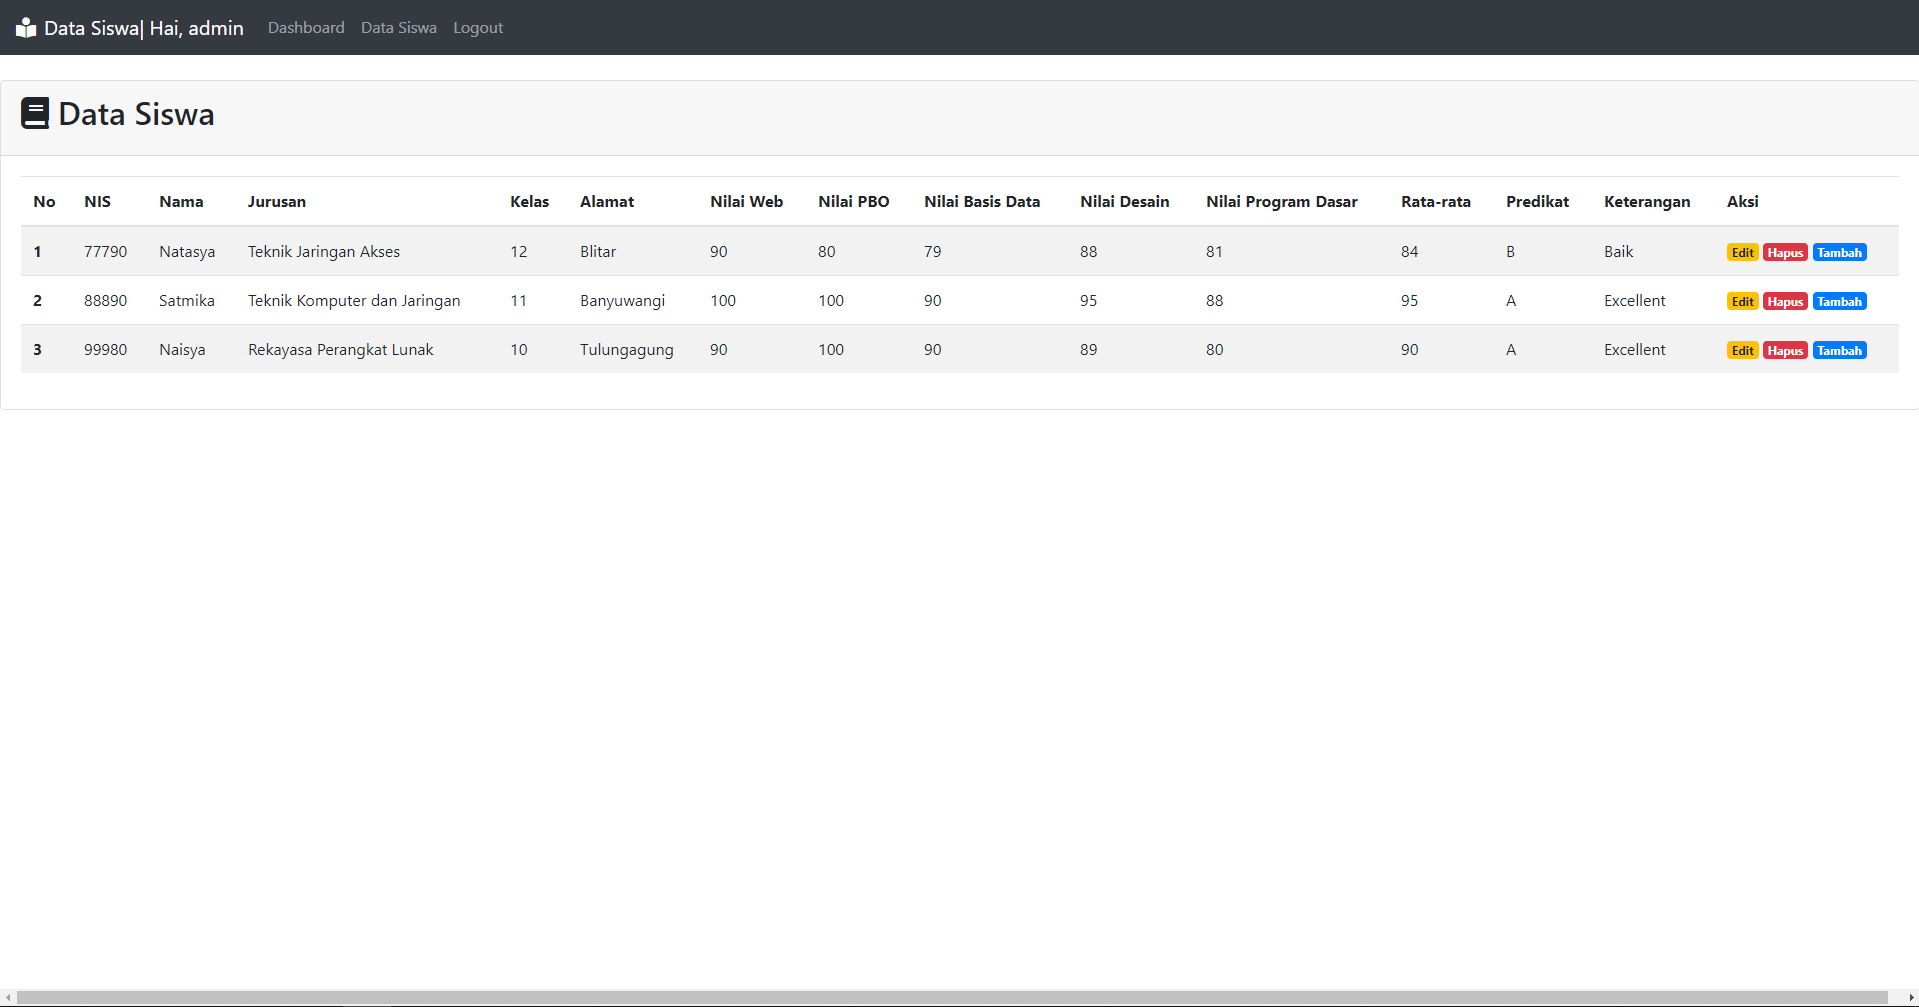 Data Siswa| Hai, admin Dashboard Data Siswa Logout
Data Siswa
No NIS Nama Jurusan Kelas Alamat Nilai Web Nilai PBO Nilai Basis Data Nilai Desain Nilai Program Dasar Rata-rata Predikat Keterangan Aksi
1 77790 Natasya Teknik Jaringan Akses 12 Blitar 90 80 79 88 81 84 B Baik Edit Hapus Tambah
2 88890 Satmika Teknik Komputer dan Jaringan 11 Banyuwangi 100 100 90 95 88 95 A Excellent Edit Hapus Tambah
3 99980 Naisya Rekayasa Perangkat Lunak 10 Tulungagung 90 100 90 89 80 90 A Excellent Edit Hapus Tambah